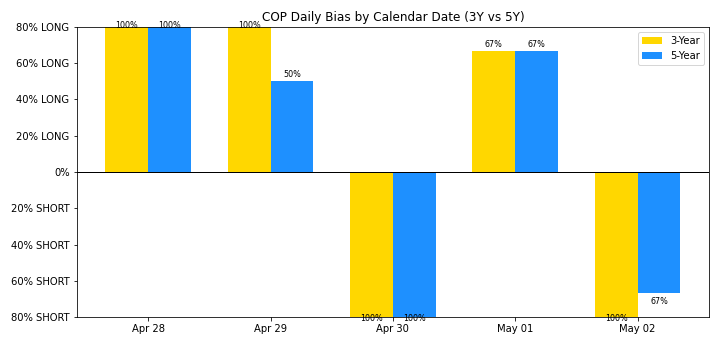 COP Daily Bias by Calendar Date (3Y vs 5Y)
80% LONG
60% LONG
40% LONG
20% LONG
0%
20% SHORT
40% SHORT
60% SHORT
80% SHORT
100%
100%
100%
50%
100%
100%
67%
67%
100%
67%
3-Year
5-Year
Apr 28
Apr 29
Apr 30
May 01
May 02